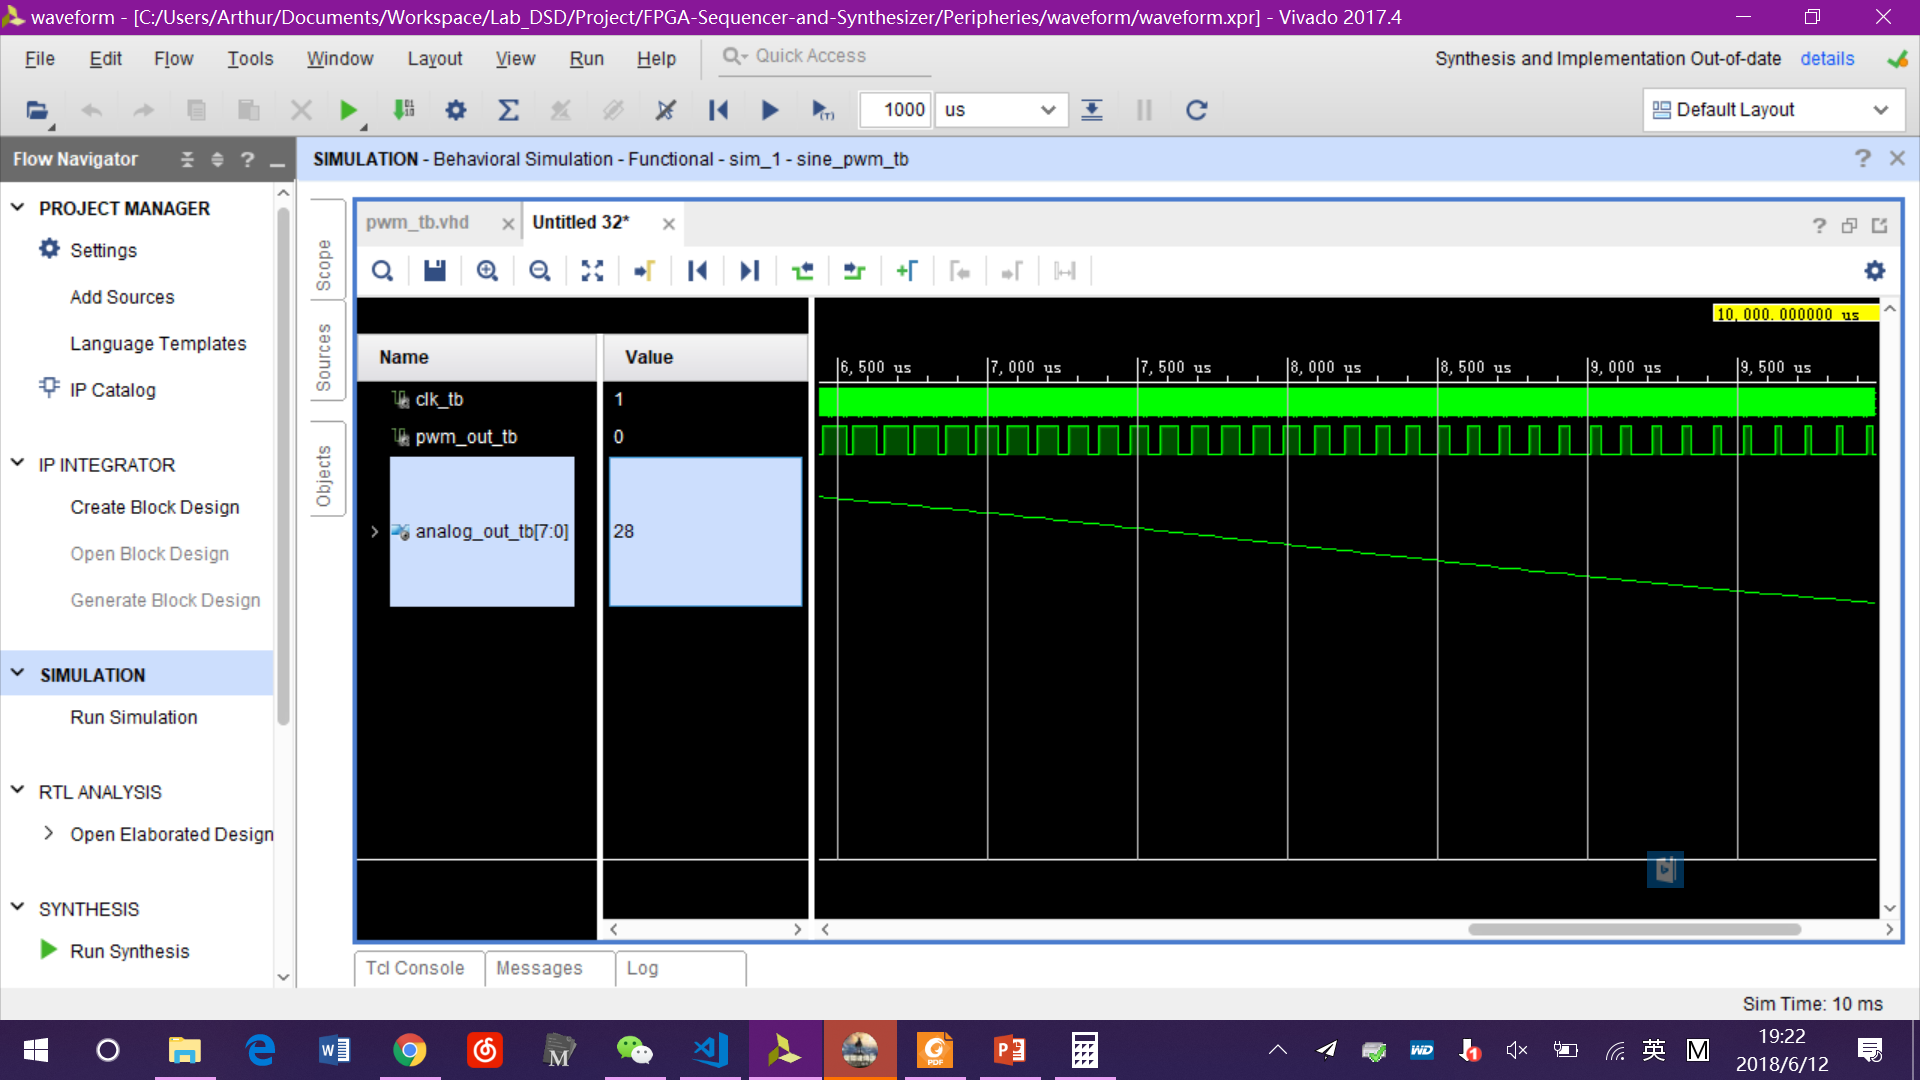 waveform - [C:/Users/Arthur/Documents/Workspace/Lab_DSD/Project/FPGA-Sequencer-and-Synthesizer/Peripheries/waveform/waveform.xpr] - Vivado 2017.4
File Edit Flow Tools Window Layout View Run Help Quick Access
Synthesis and Implementation Out-of-date details
1000 us
Default Layout
Flow Navigator
SIMULATION - Behavioral Simulation - Functional - sim_1 - sine_pwm_tb
PROJECT MANAGER
Settings
Add Sources
Language Templates
IP Catalog
IP INTEGRATOR
Create Block Design
Open Block Design
Generate Block Design
SIMULATION
Run Simulation
RTL ANALYSIS
Open Elaborated Design
SYNTHESIS
Run Synthesis
Scope
Sources
Objects
pwm_tb.vhd Untitled 32*
10,000.000000 us
Name Value
6,500 us 7,000 us 7,500 us 8,000 us 8,500 us 9,000 us 9,500 us
clk_tb 1
pwm_out_tb 0
analog_out_tb[7:0] 28
Tcl Console Messages Log
Sim Time: 10 ms
英 M
19:22
2018/6/12